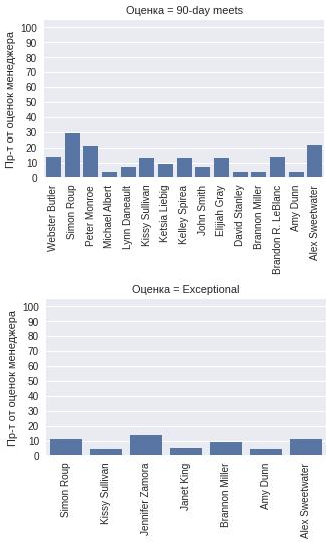 Оценка = 90-day meets
Пр-т от оценок менеджера
100
90
80
70
60
50
40
30
20
10
0
Webster Butler
Simon Roup
Peter Monroe
Michael Albert
Lynn Daneault
Kissy Sullivan
Ketsia Liebig
Kelley Spirea
John Smith
Elijiah Gray
David Stanley
Brannon Miller
Brandon R. LeBlanc
Amy Dunn
Alex Sweetwater
Оценка = Exceptional
Пр-т от оценок менеджера
100
90
80
70
60
50
40
30
20
10
0
Simon Roup
Kissy Sullivan
Jennifer Zamora
Janet King
Brannon Miller
Amy Dunn
Alex Sweetwater